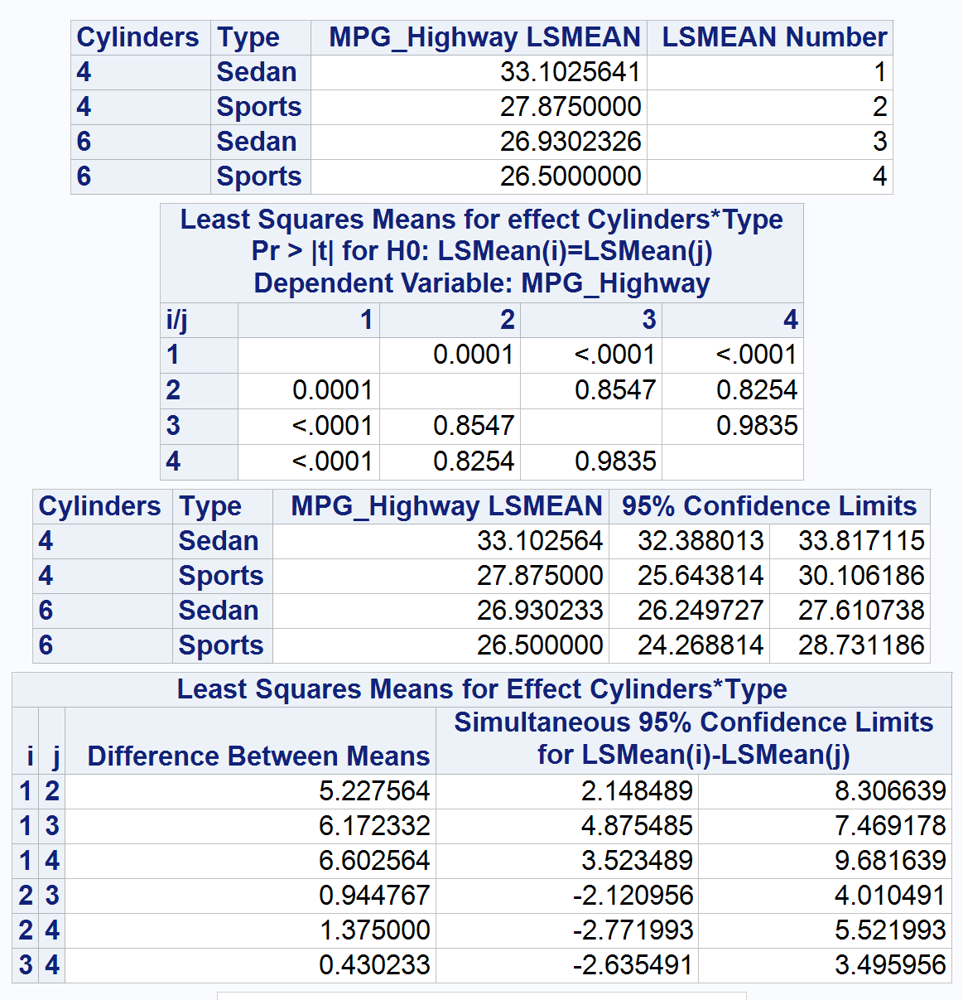 Cylinders Type MPG_Highway LSMEAN LSMEAN Number
4 Sedan 33.1025641 1
4 Sports 27.8750000 2
6 Sedan 26.9302326 3
6 Sports 26.5000000 4
Least Squares Means for effect Cylinders*Type
Pr > |t| for H0: LSMean(i)=LSMean(j)
Dependent Variable: MPG_Highway
i/j 1 2 3 4
1 0.0001 <.0001 <.0001
2 0.0001 0.8547 0.8254
3 <.0001 0.8547 0.9835
4 <.0001 0.8254 0.9835
Cylinders Type MPG_Highway LSMEAN 95% Confidence Limits
4 Sedan 33.102564 32.388013 33.817115
4 Sports 27.875000 25.643814 30.106186
6 Sedan 26.930233 26.249727 27.610738
6 Sports 26.500000 24.268814 28.731186
Least Squares Means for Effect Cylinders*Type
i j Difference Between Means Simultaneous 95% Confidence Limits
for LSMean(i)-LSMean(j)
1 2 5.227564 2.148489 8.306639
1 3 6.172332 4.875485 7.469178
1 4 6.602564 3.523489 9.681639
2 3 0.944767 -2.120956 4.010491
2 4 1.375000 -2.771993 5.521993
3 4 0.430233 -2.635491 3.495956